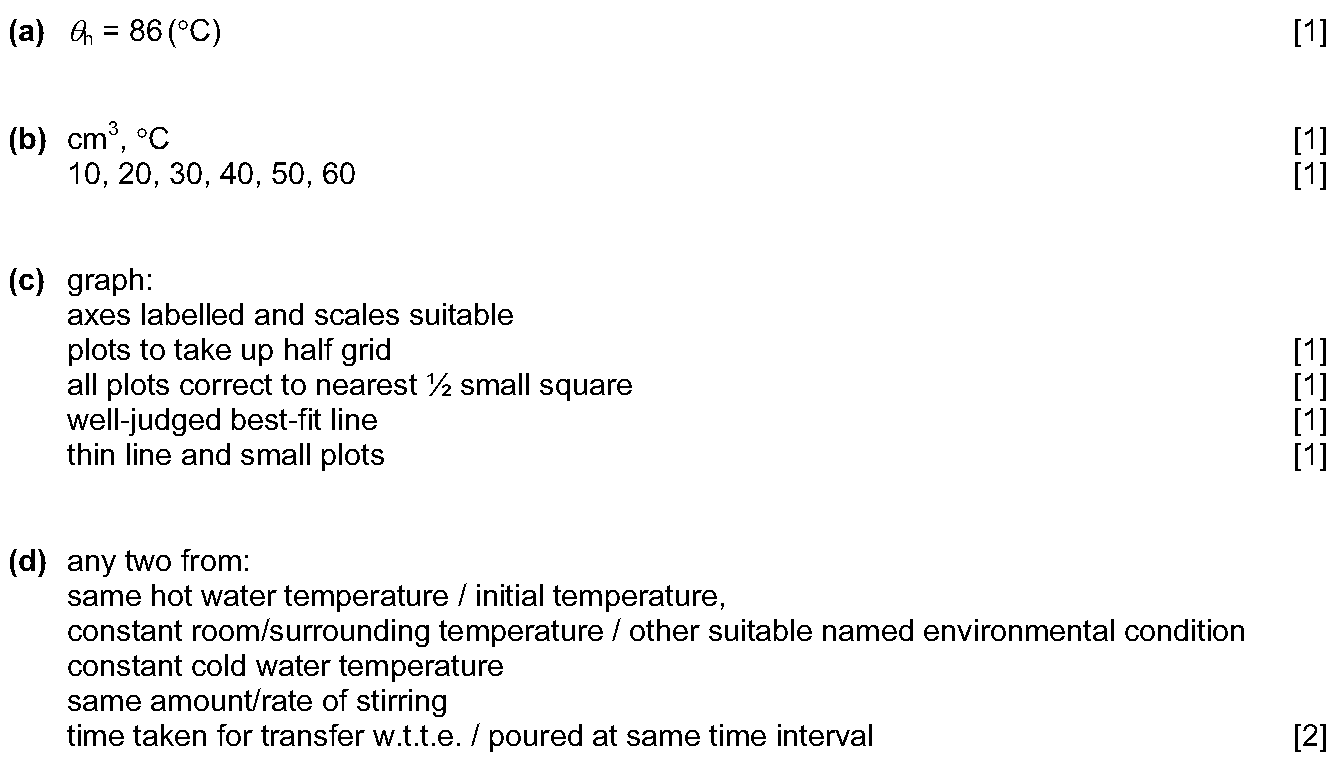 (a) θh = 86 (°C) [1]
(b) cm³, °C [1]
10, 20, 30, 40, 50, 60 [1]
(c) graph:
axes labelled and scales suitable
plots to take up half grid [1]
all plots correct to nearest ½ small square [1]
well-judged best-fit line [1]
thin line and small plots [1]
(d) any two from:
same hot water temperature / initial temperature,
constant room/surrounding temperature / other suitable named environmental condition
constant cold water temperature
same amount/rate of stirring
time taken for transfer w.t.t.e. / poured at same time interval [2]